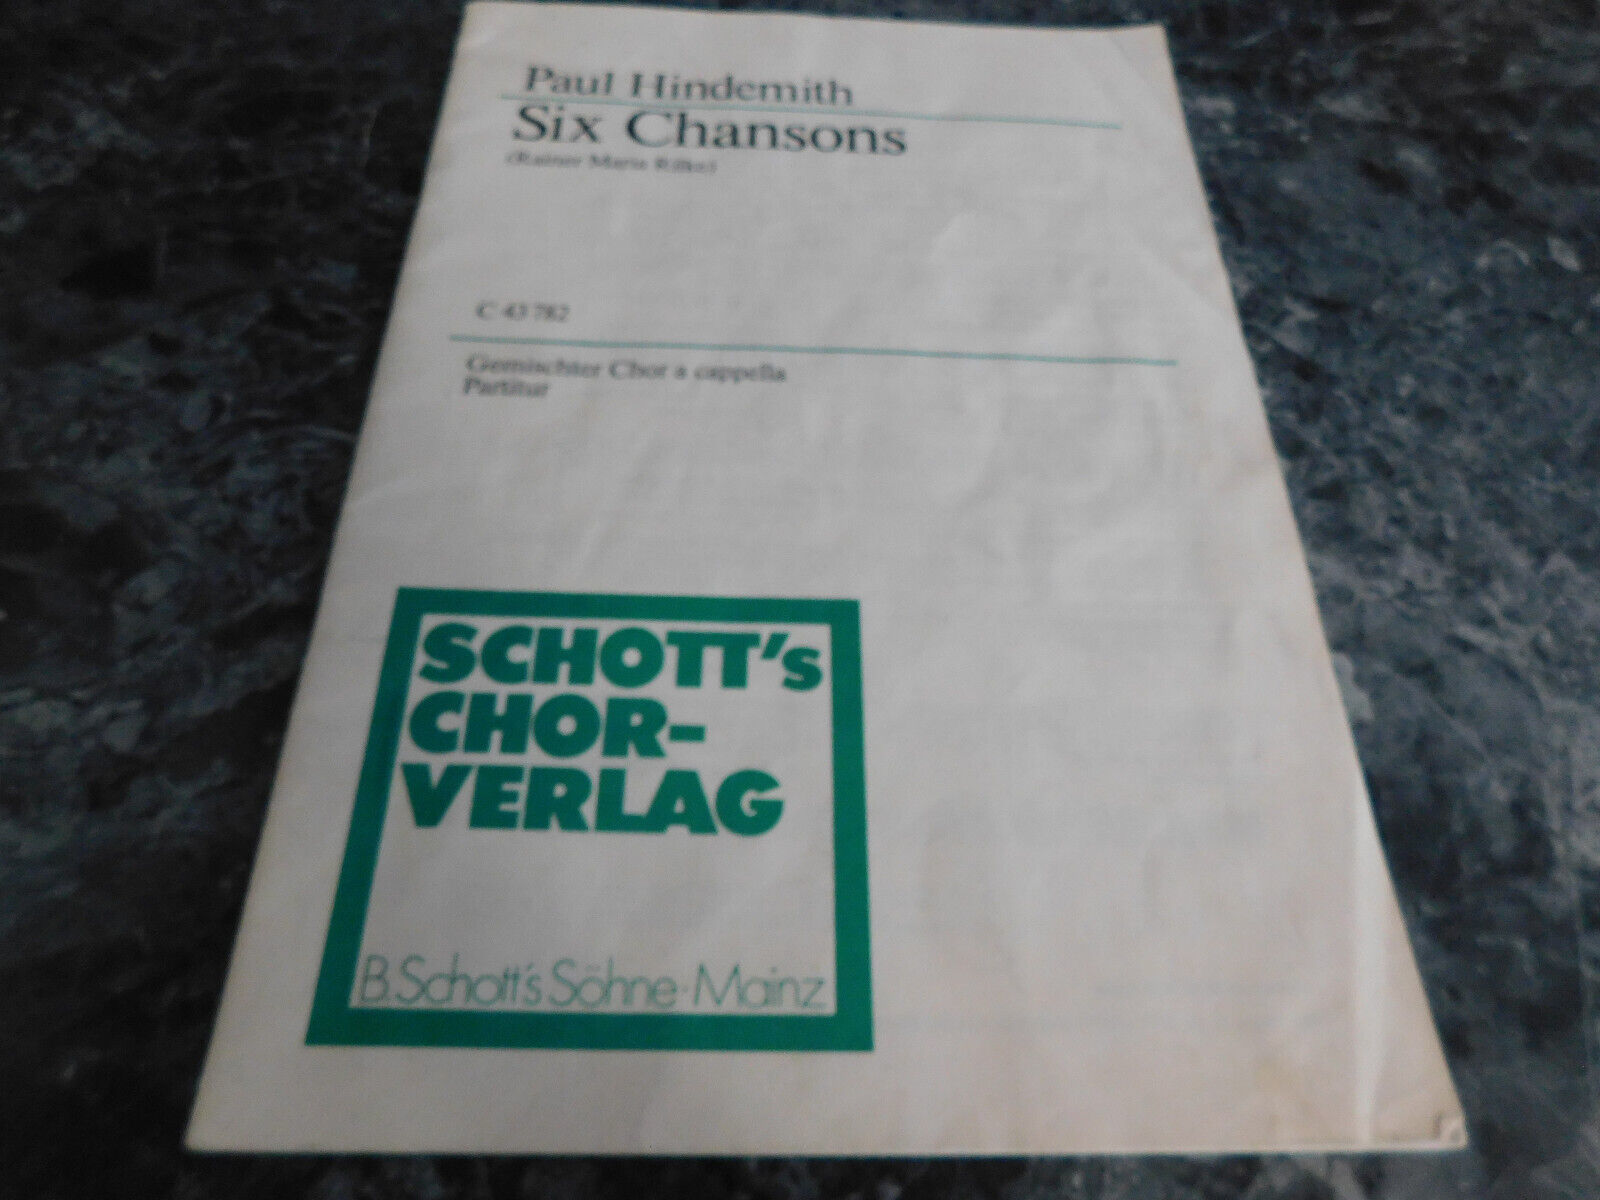 Paul Hindemith
Six Chansons
(Rainer Maria Rilke)
C 43 782
Gemischter Chor a cappella
Partitur
SCHOTT's
CHOR-
VERLAG
B.Schott's Söhne·Mainz